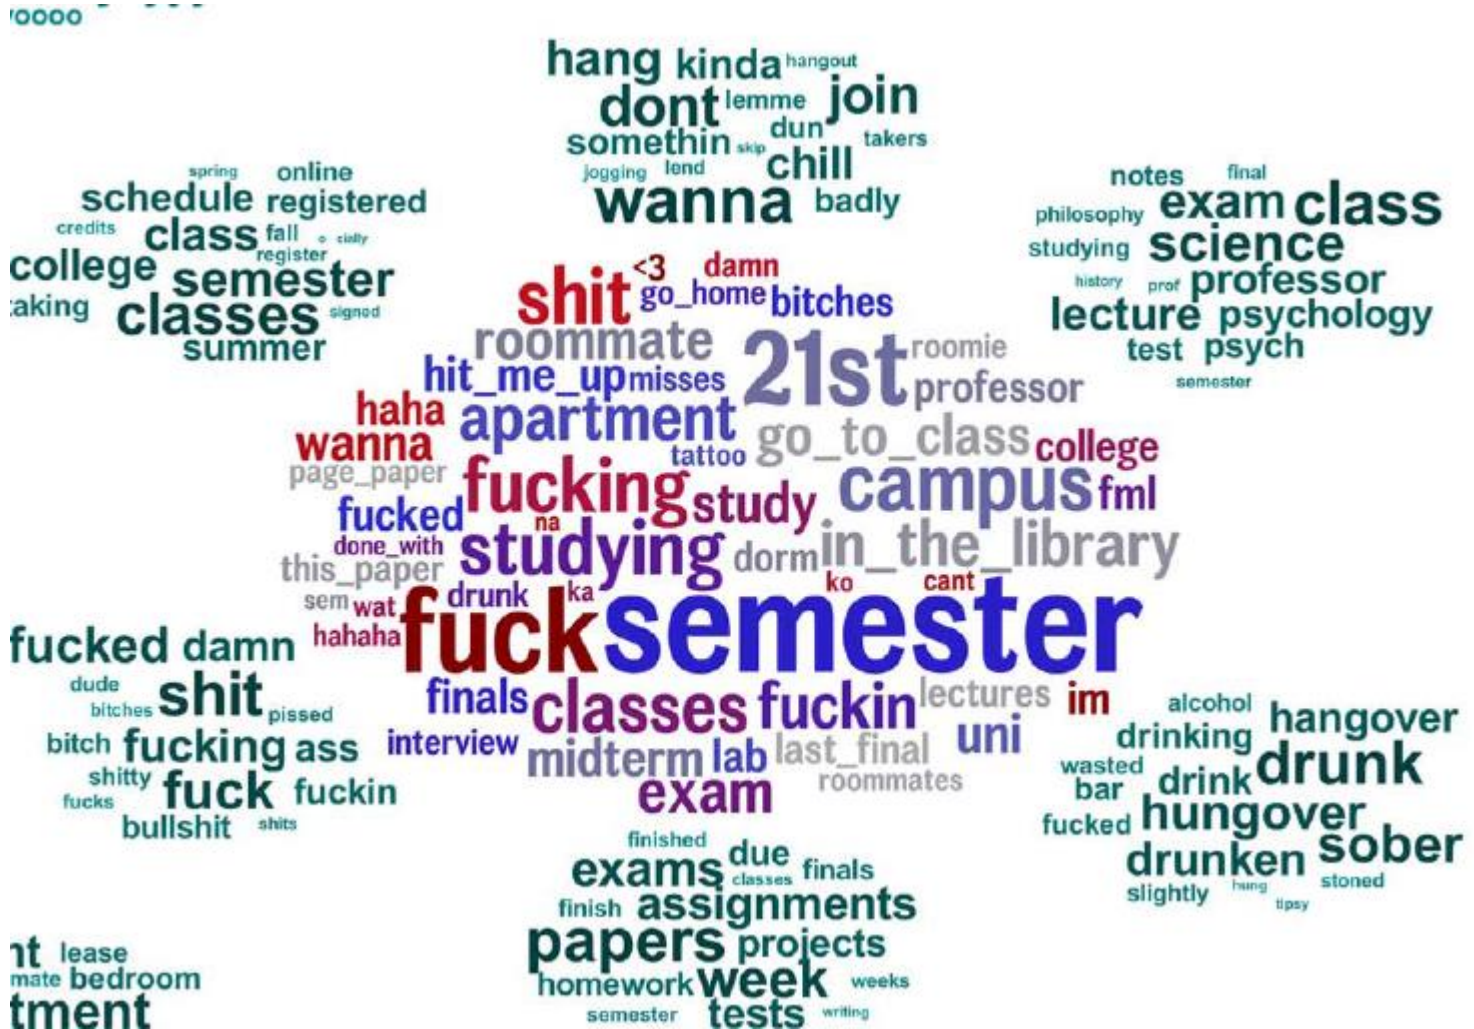 oooo
hang kinda hangout
dont lemme join
somethin dun takers
skip chill
jogging lend
wanna badly
spring online
schedule registered
credits class fall o cially
register
college semester
aking classes signed
summer
notes final
philosophy exam class
studying science
history prof professor
lecture psychology
test psych
semester
shit <3 damn
go_home bitches
roommate 21st roomie
hit_me_up misses professor
haha apartment go_to_class college
wanna tattoo
page_paper fucking study campus fml
fucked na
done_with studying dorm in_the_library
this_paper ko cant
sem wat drunk ka
hahaha fuck semester
finals classes fuckin lectures im
interview midterm lab last_final uni
exam roommates
fucked damn
dude shit
bitches pissed
bitch fucking ass
shitty fuck fuckin
fucks
bullshit shits
alcohol hangover
drinking
wasted drink drunk
bar
fucked hungover
drunken sober
slightly hung stoned
tipsy
finished due
exams classes finals
finish assignments
papers projects
homework week weeks
semester tests writing
nt lease
mate bedroom
tment